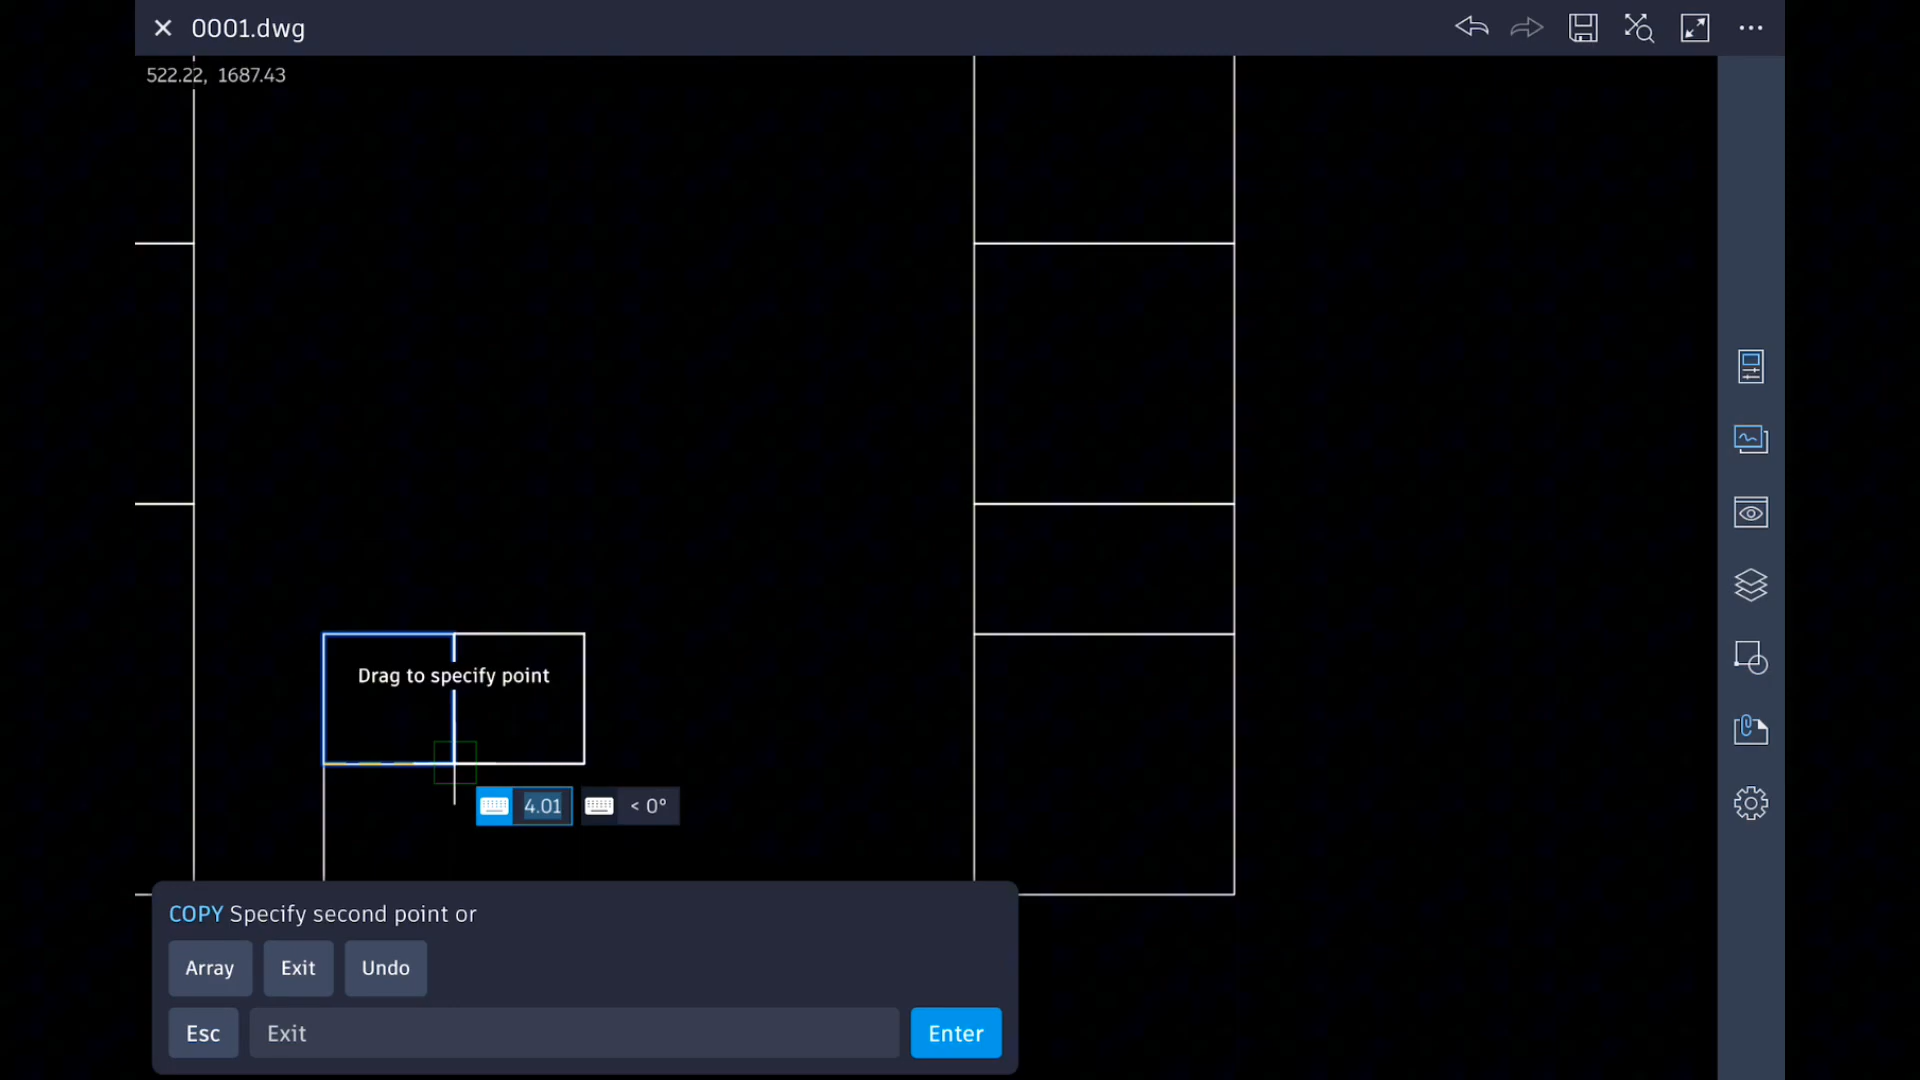 0001.dwg
522.22, 1687.43
Drag to specify point
4.01 < 0°
COPY Specify second point or
Array Exit Undo
Esc Exit Enter